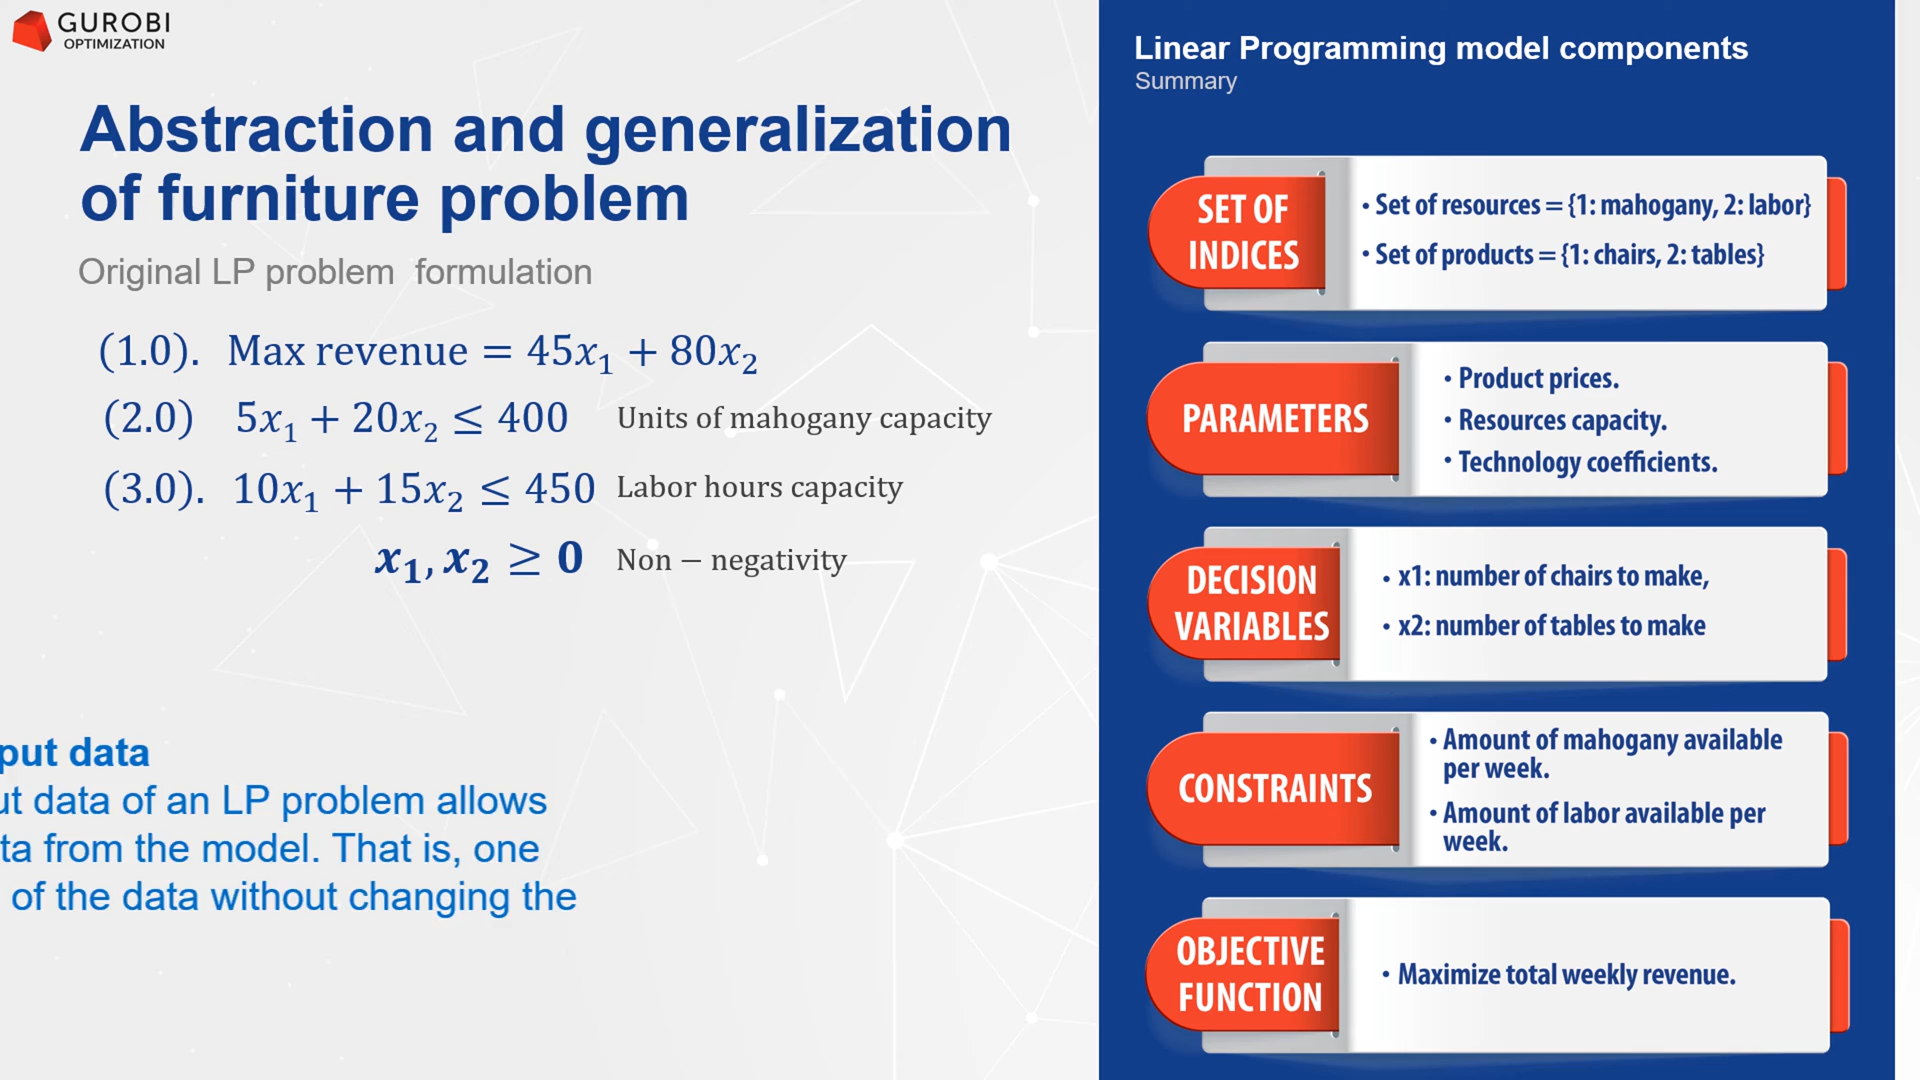 GUROBI
OPTIMIZATION
Abstraction and generalization
of furniture problem
Original LP problem formulation
(1.0). Max revenue = 45x₁ + 80x₂
(2.0) 5x₁ + 20x₂ ≤ 400 Units of mahogany capacity
(3.0). 10x₁ + 15x₂ ≤ 450 Labor hours capacity
x₁, x₂ ≥ 0 Non − negativity
put data
ut data of an LP problem allows
ta from the model. That is, one
of the data without changing the
Linear Programming model components
Summary
SET OF
INDICES
• Set of resources = {1: mahogany, 2: labor}
• Set of products = {1: chairs, 2: tables}
PARAMETERS
• Product prices.
• Resources capacity.
• Technology coefficients.
DECISION
VARIABLES
• x1: number of chairs to make,
• x2: number of tables to make
CONSTRAINTS
• Amount of mahogany available
per week.
• Amount of labor available per
week.
OBJECTIVE
FUNCTION
• Maximize total weekly revenue.